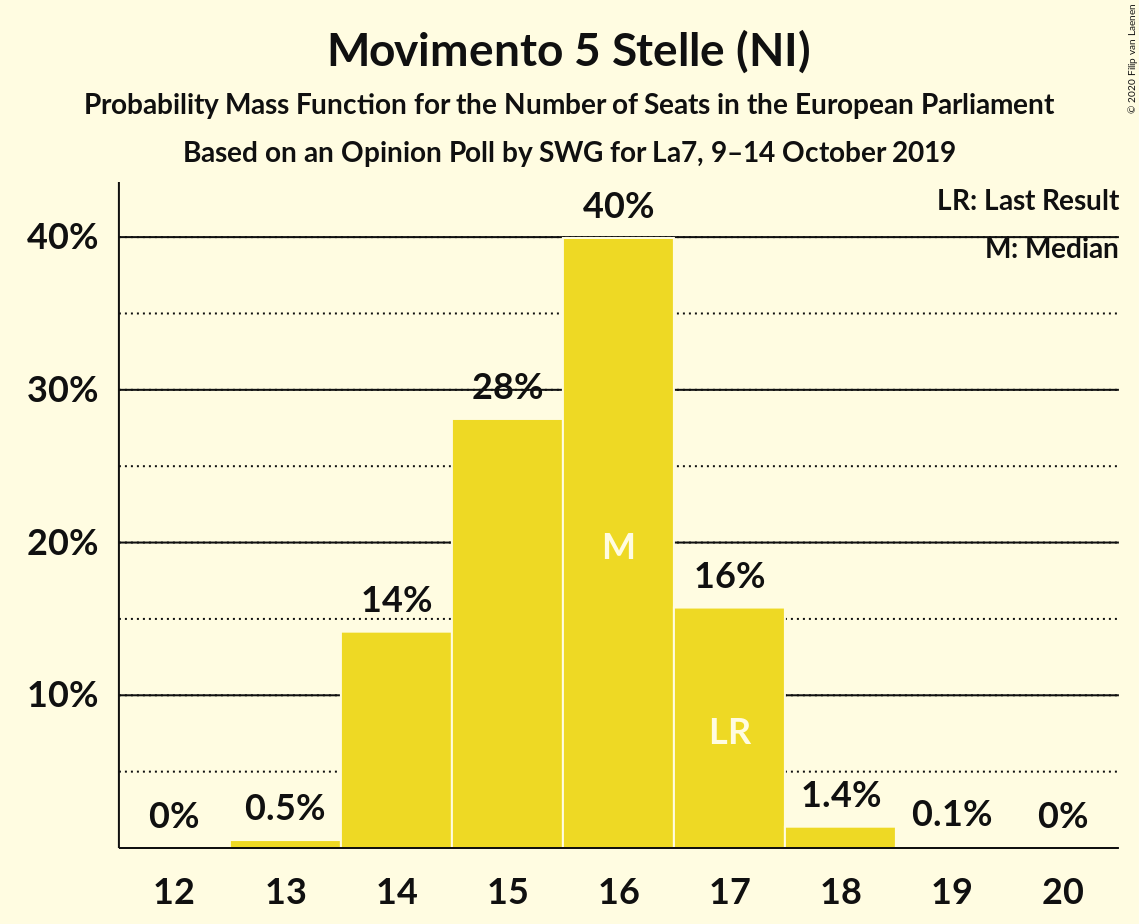 Movimento 5 Stelle (NI)
Probability Mass Function for the Number of Seats in the European Parliament
Based on an Opinion Poll by SWG for La7, 9–14 October 2019
© 2020 Filip van Laenen
LR: Last Result
M: Median
40%
30%
20%
10%
0%
0.5%
14%
28%
40%
16%
1.4%
0.1%
0%
M
LR
12 13 14 15 16 17 18 19 20